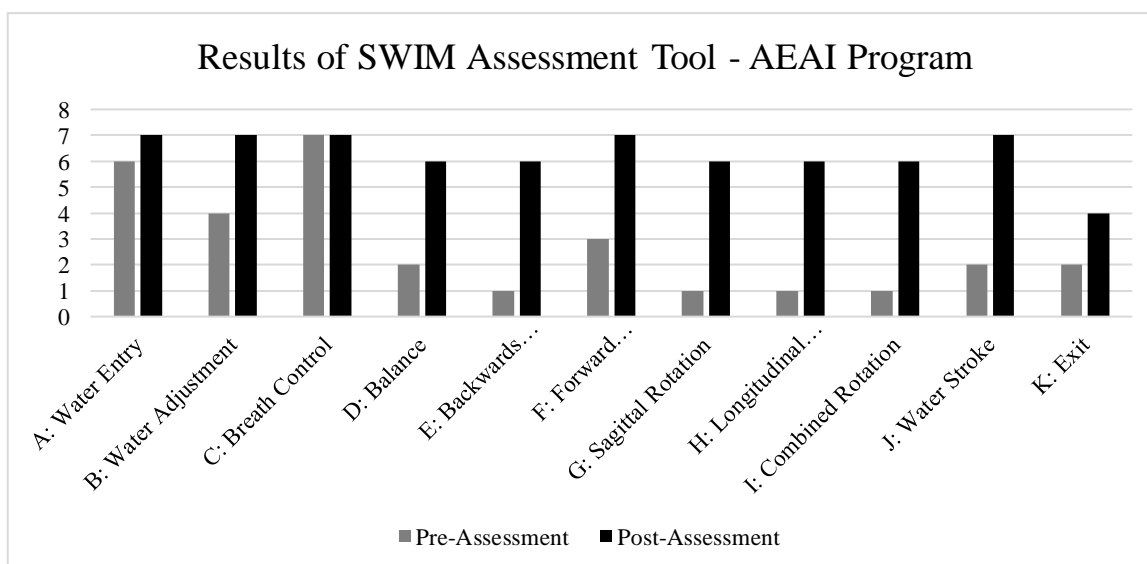 Results of SWIM Assessment Tool - AEAI Program
8
7
6
5
4
3
2
1
0
A: Water Entry
B: Water Adjustment
C: Breath Control
D: Balance
E: Backwards…
F: Forward…
G: Sagittal Rotation
H: Longitudinal…
I: Combined Rotation
J: Water Stroke
K: Exit
Pre-Assessment
Post-Assessment